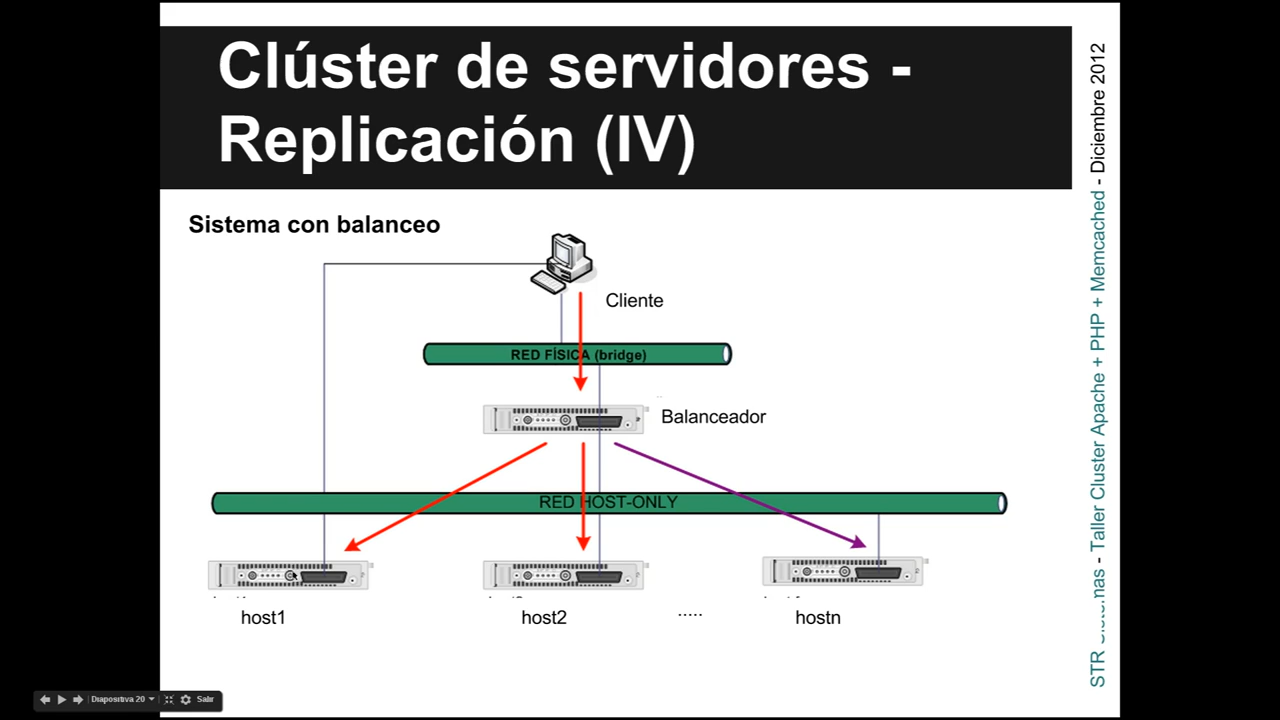 Clúster de servidores -
Replicación (IV)
Sistema con balanceo
Cliente
RED FÍSICA (bridge)
Balanceador
RED HOST-ONLY
host1
host2
.....
hostn
STR Sistemas - Taller Cluster Apache + PHP + Memcached - Diciembre 2012
Diapositiva 20
Salir